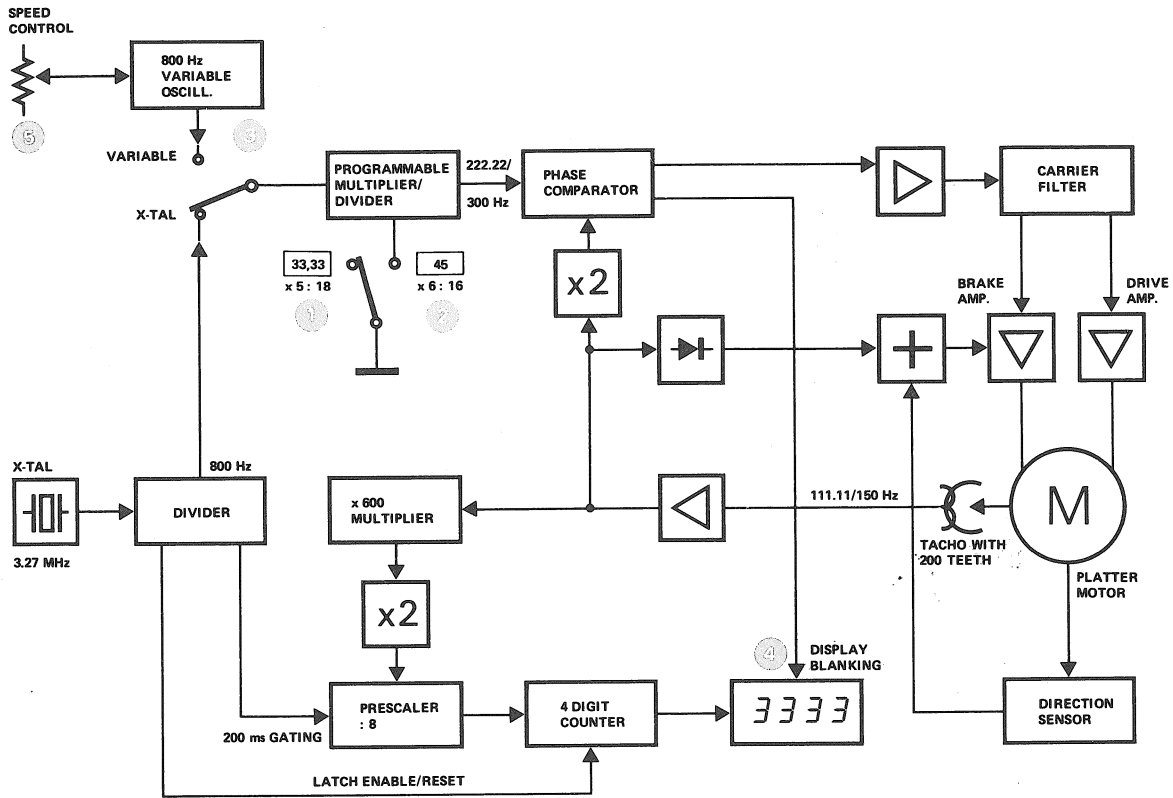 SPEED
CONTROL
800 Hz
VARIABLE
OSCILL.
5
3
VARIABLE
X-TAL
PROGRAMMABLE
MULTIPLIER/
DIVIDER
222.22/
300 Hz
PHASE
COMPARATOR
CARRIER
FILTER
33,33
x 5 : 18
1
45
x 6 : 16
2
x2
BRAKE
AMP.
DRIVE
AMP.
X-TAL
3.27 MHz
800 Hz
DIVIDER
x 600
MULTIPLIER
111.11/150 Hz
TACHO WITH
200 TEETH
M
PLATTER
MOTOR
x2
4
DISPLAY
BLANKING
200 ms GATING
PRESCALER
: 8
4 DIGIT
COUNTER
3333
DIRECTION
SENSOR
LATCH ENABLE/RESET